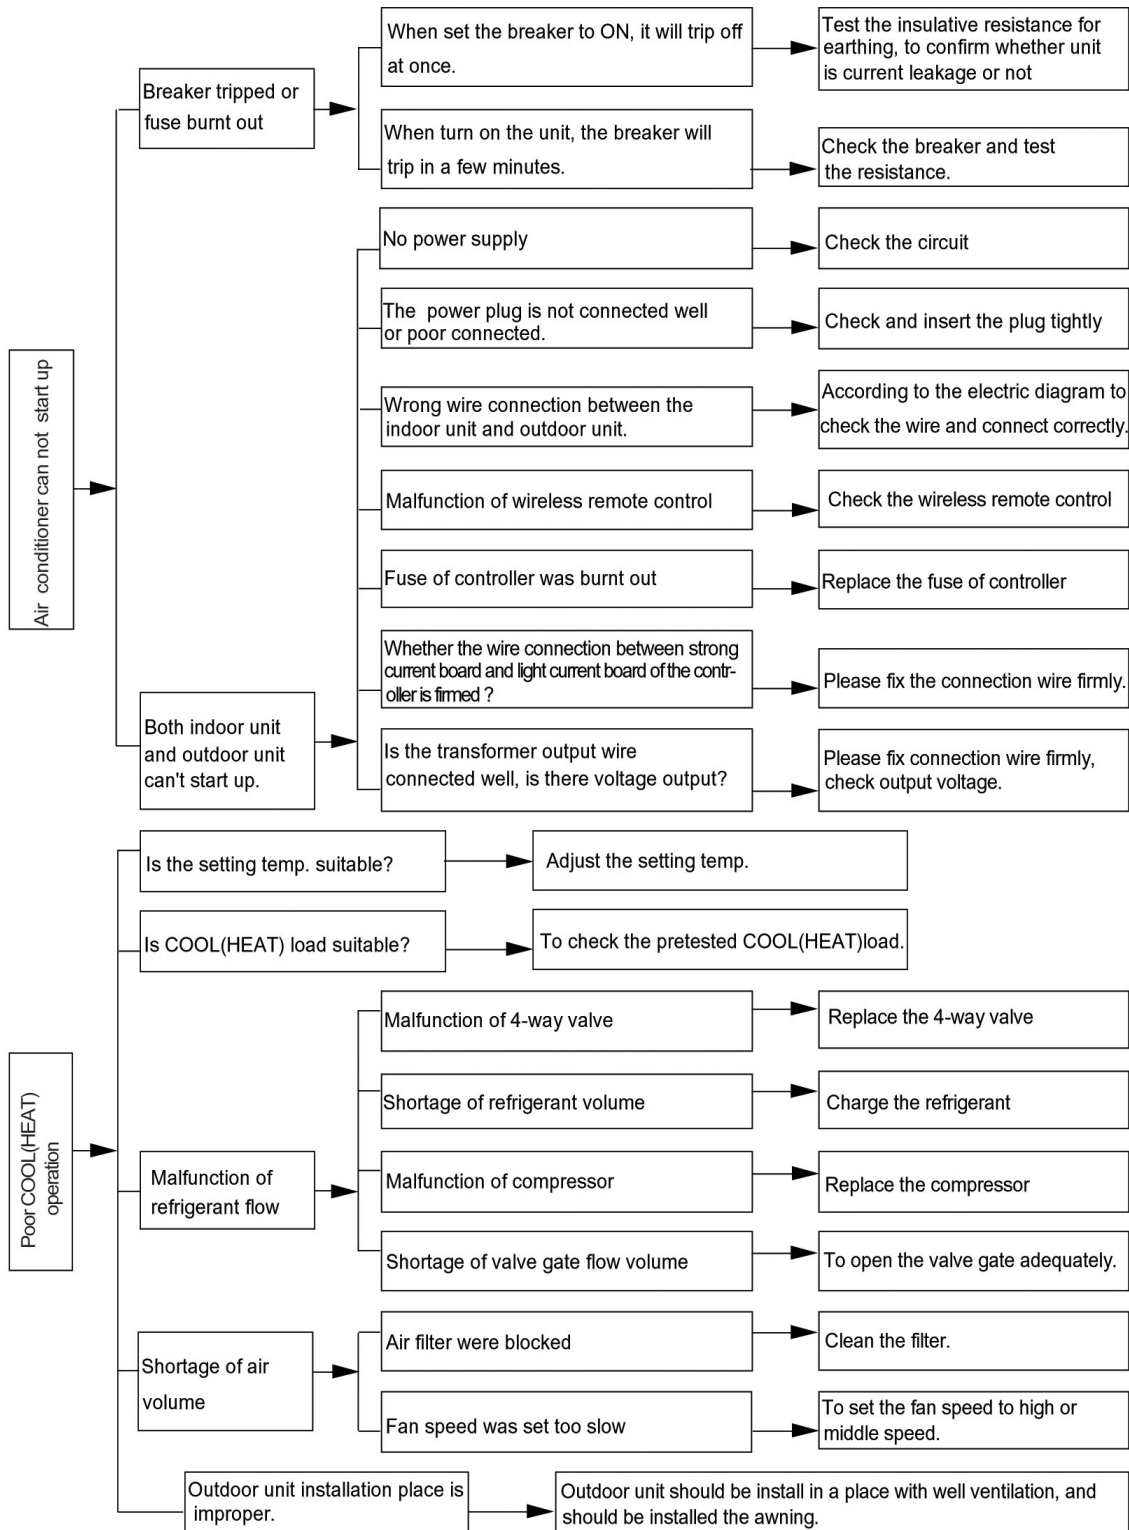 Air conditioner can not start up
Breaker tripped or
fuse burnt out
When set the breaker to ON, it will trip off
at once.
Test the insulative resistance for
earthing, to confirm whether unit
is current leakage or not
When turn on the unit, the breaker will
trip in a few minutes.
Check the breaker and test
the resistance.
Both indoor unit
and outdoor unit
can't start up.
No power supply
Check the circuit
The power plug is not connected well
or poor connected.
Check and insert the plug tightly
Wrong wire connection between the
indoor unit and outdoor unit.
According to the electric diagram to
check the wire and connect correctly.
Malfunction of wireless remote control
Check the wireless remote control
Fuse of controller was burnt out
Replace the fuse of controller
Whether the wire connection between strong
current board and light current board of the contr-
oller is firmed ?
Please fix the connection wire firmly.
Is the transformer output wire
connected well, is there voltage output?
Please fix connection wire firmly,
check output voltage.
Poor COOL(HEAT)
operation
Is the setting temp. suitable?
Adjust the setting temp.
Is COOL(HEAT) load suitable?
To check the pretested COOL(HEAT)load.
Malfunction of
refrigerant flow
Malfunction of 4-way valve
Replace the 4-way valve
Shortage of refrigerant volume
Charge the refrigerant
Malfunction of compressor
Replace the compressor
Shortage of valve gate flow volume
To open the valve gate adequately.
Shortage of air
volume
Air filter were blocked
Clean the filter.
Fan speed was set too slow
To set the fan speed to high or
middle speed.
Outdoor unit installation place is
improper.
Outdoor unit should be install in a place with well ventilation, and
should be installed the awning.